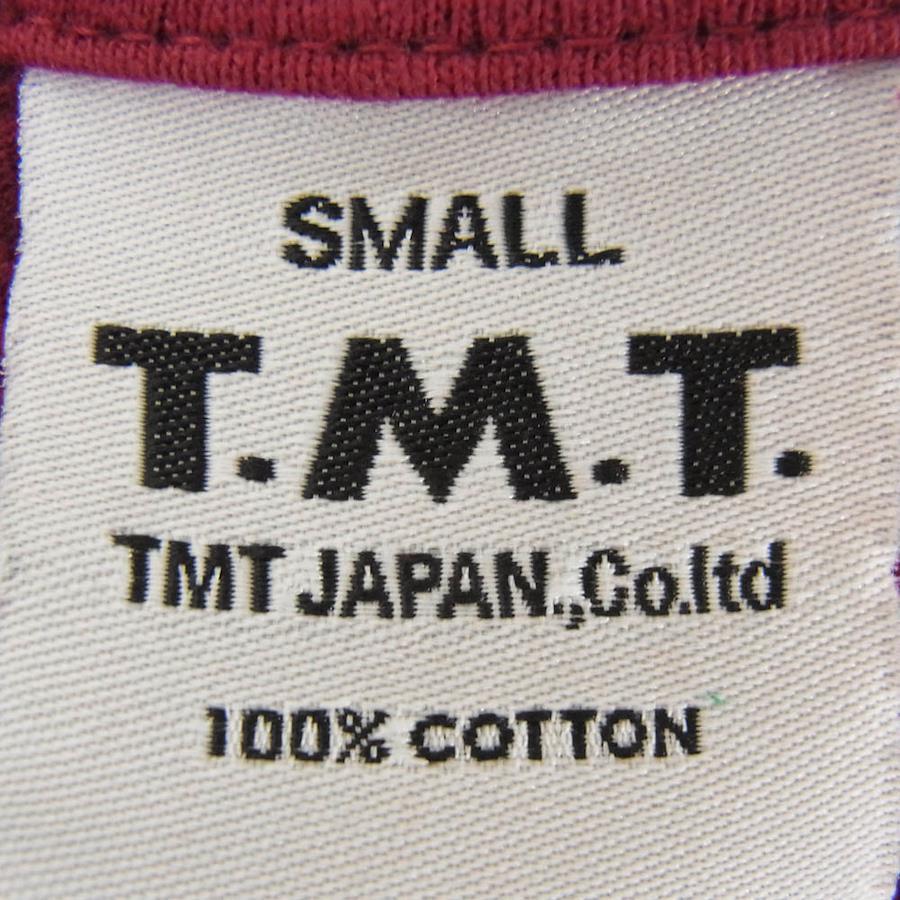 SMALL
T.M.T.
TMT JAPAN.,Co.ltd
100% COTTON